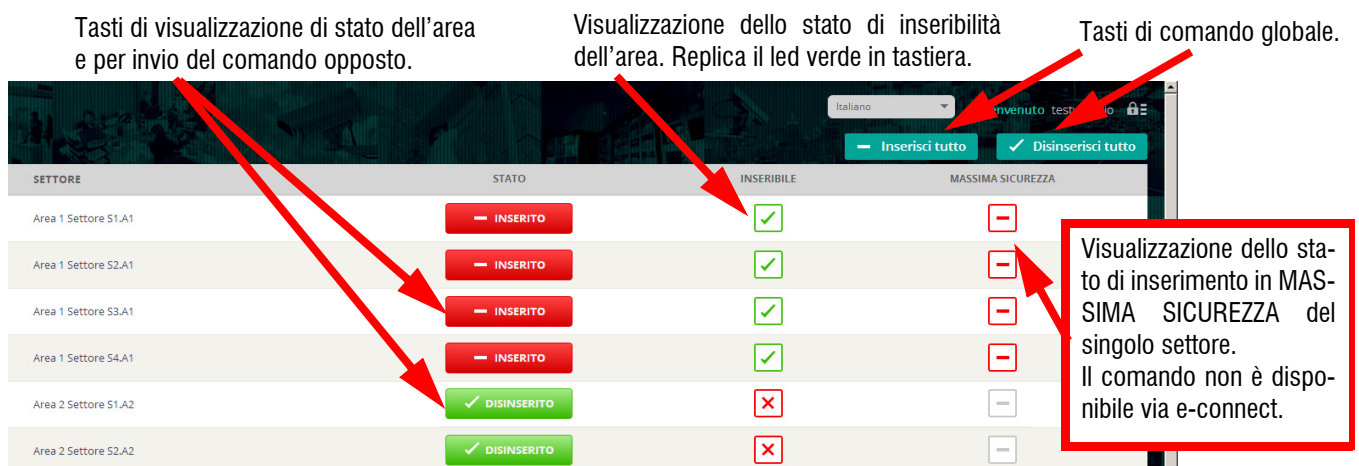 Tasti di visualizzazione di stato dell'area
e per invio del comando opposto.
Visualizzazione dello stato di inseribilità
dell'area. Replica il led verde in tastiera.
Tasti di comando globale.
Italiano
Inserisci tutto
Disinserisci tutto
SETTORE STATO INSERIBILE MASSIMA SICUREZZA
Area 1 Settore S1.A1 INSERITO
Area 1 Settore S2.A1 INSERITO
Area 1 Settore S3.A1 INSERITO
Area 1 Settore S4.A1 INSERITO
Area 2 Settore S1.A2 DISINSERITO
Area 2 Settore S2.A2 DISINSERITO
Visualizzazione dello sta-
to di inserimento in MAS-
SIMA SICUREZZA del
singolo settore.
Il comando non è dispo-
nibile via e-connect.